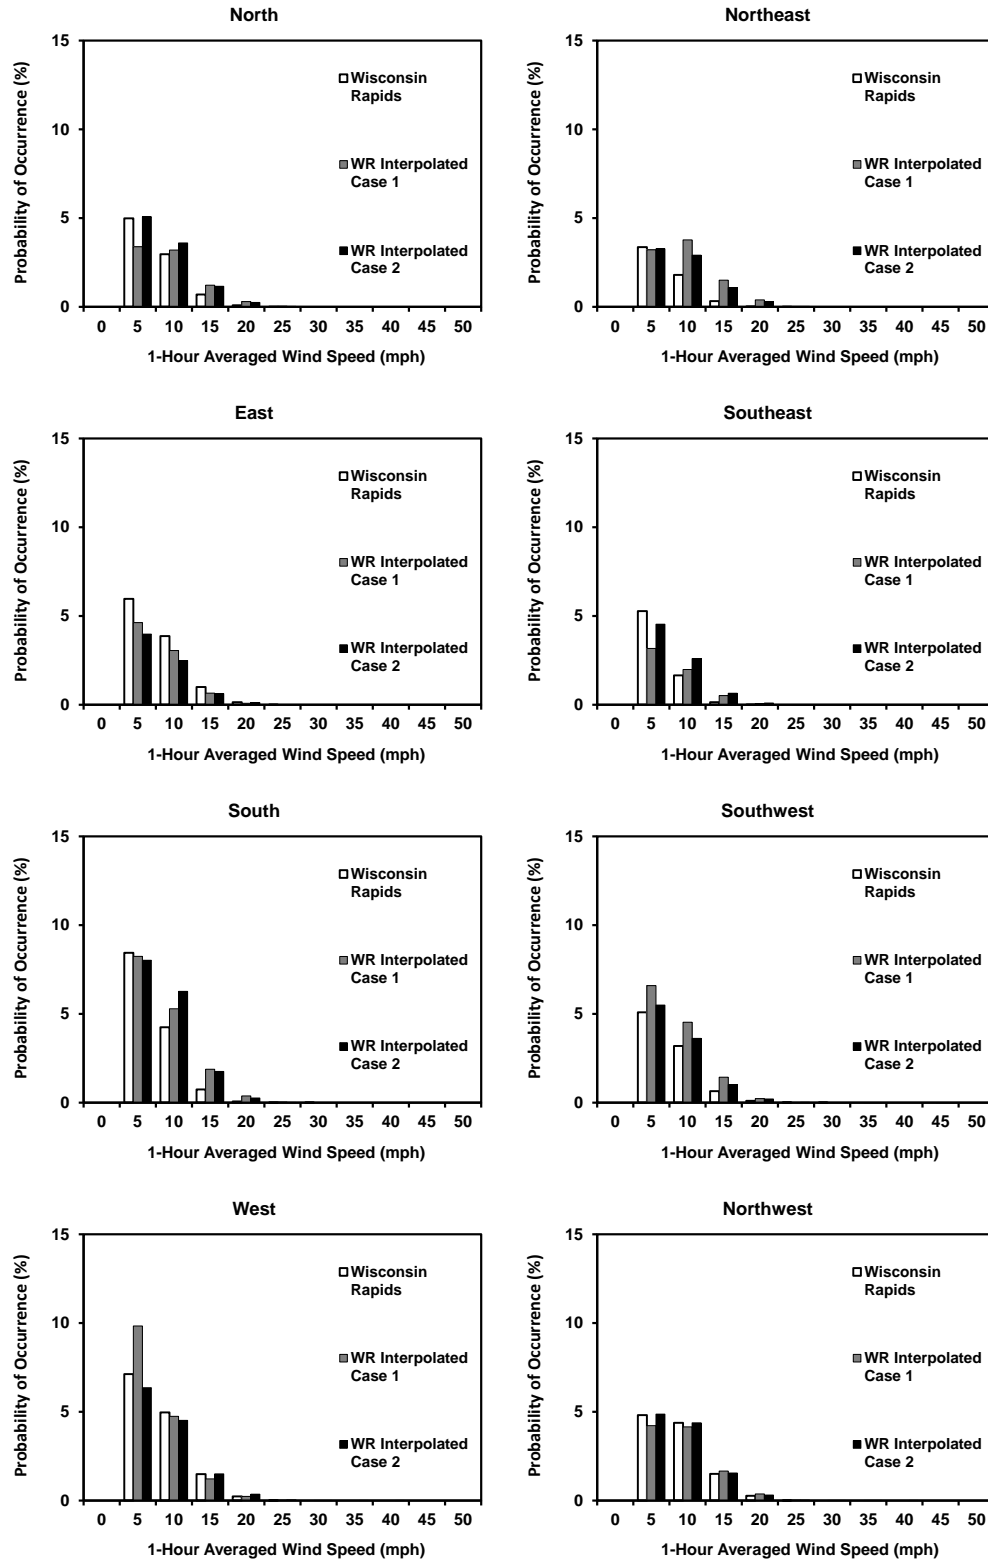 North
Probability of Occurrence (%)
15
10
5
0
Wisconsin
Rapids
WR Interpolated
Case 1
WR Interpolated
Case 2
0 5 10 15 20 25 30 35 40 45 50
1-Hour Averaged Wind Speed (mph)
Northeast
Probability of Occurrence (%)
15
10
5
0
Wisconsin
Rapids
WR Interpolated
Case 1
WR Interpolated
Case 2
0 5 10 15 20 25 30 35 40 45 50
1-Hour Averaged Wind Speed (mph)
East
Probability of Occurrence (%)
15
10
5
0
Wisconsin
Rapids
WR Interpolated
Case 1
WR Interpolated
Case 2
0 5 10 15 20 25 30 35 40 45 50
1-Hour Averaged Wind Speed (mph)
Southeast
Probability of Occurrence (%)
15
10
5
0
Wisconsin
Rapids
WR Interpolated
Case 1
WR Interpolated
Case 2
0 5 10 15 20 25 30 35 40 45 50
1-Hour Averaged Wind Speed (mph)
South
Probability of Occurrence (%)
15
10
5
0
Wisconsin
Rapids
WR Interpolated
Case 1
WR Interpolated
Case 2
0 5 10 15 20 25 30 35 40 45 50
1-Hour Averaged Wind Speed (mph)
Southwest
Probability of Occurrence (%)
15
10
5
0
Wisconsin
Rapids
WR Interpolated
Case 1
WR Interpolated
Case 2
0 5 10 15 20 25 30 35 40 45 50
1-Hour Averaged Wind Speed (mph)
West
Probability of Occurrence (%)
15
10
5
0
Wisconsin
Rapids
WR Interpolated
Case 1
WR Interpolated
Case 2
0 5 10 15 20 25 30 35 40 45 50
1-Hour Averaged Wind Speed (mph)
Northwest
Probability of Occurrence (%)
15
10
5
0
Wisconsin
Rapids
WR Interpolated
Case 1
WR Interpolated
Case 2
0 5 10 15 20 25 30 35 40 45 50
1-Hour Averaged Wind Speed (mph)